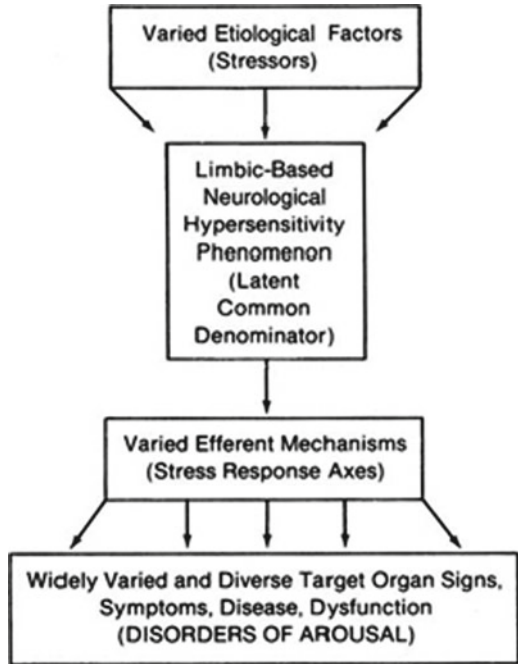 Varied Etiological Factors
(Stressors)
Limbic-Based
Neurological
Hypersensitivity
Phenomenon
(Latent
Common
Denominator)
Varied Efferent Mechanisms
(Stress Response Axes)
Widely Varied and Diverse Target Organ Signs,
Symptoms, Disease, Dysfunction
(DISORDERS OF AROUSAL)